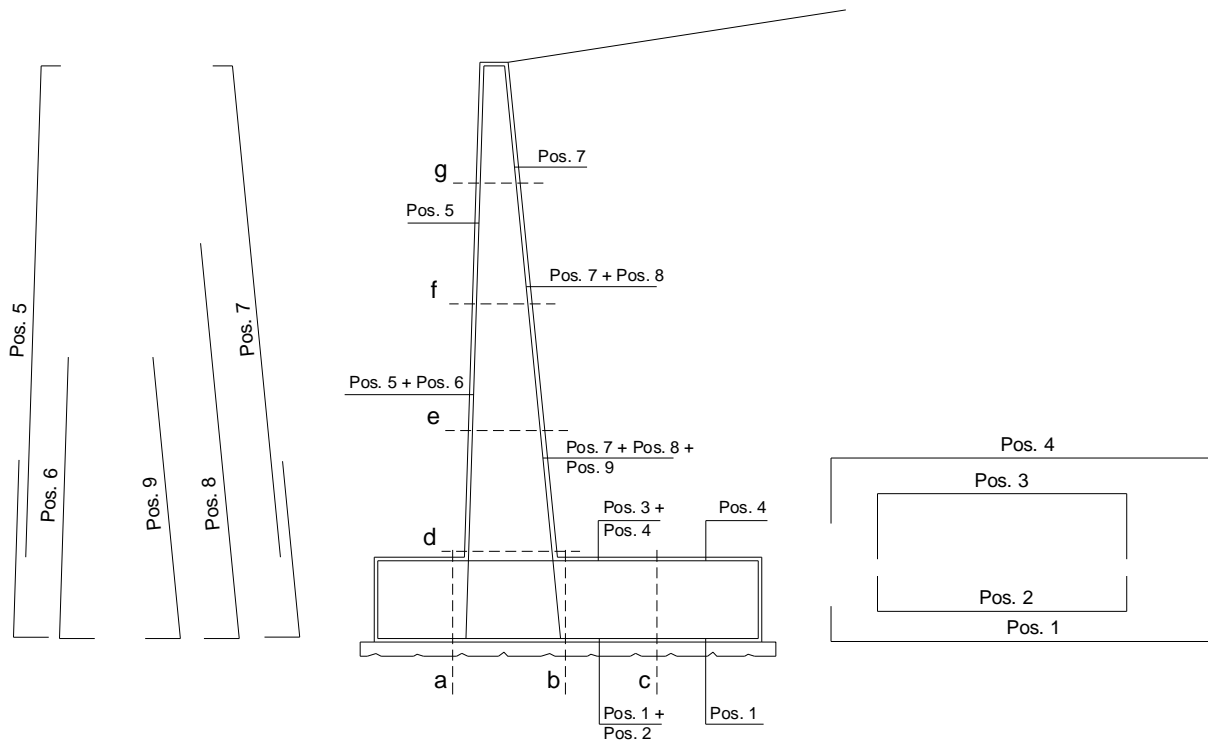 Pos. 5
Pos. 6
Pos. 9
Pos. 8
Pos. 7
g
Pos. 7
Pos. 5
f
Pos. 7 + Pos. 8
Pos. 5 + Pos. 6
e
Pos. 7 + Pos. 8 +
Pos. 9
d
Pos. 3 +
Pos. 4
Pos. 4
a
b
c
Pos. 1 +
Pos. 2
Pos. 1
Pos. 4
Pos. 3
Pos. 2
Pos. 1